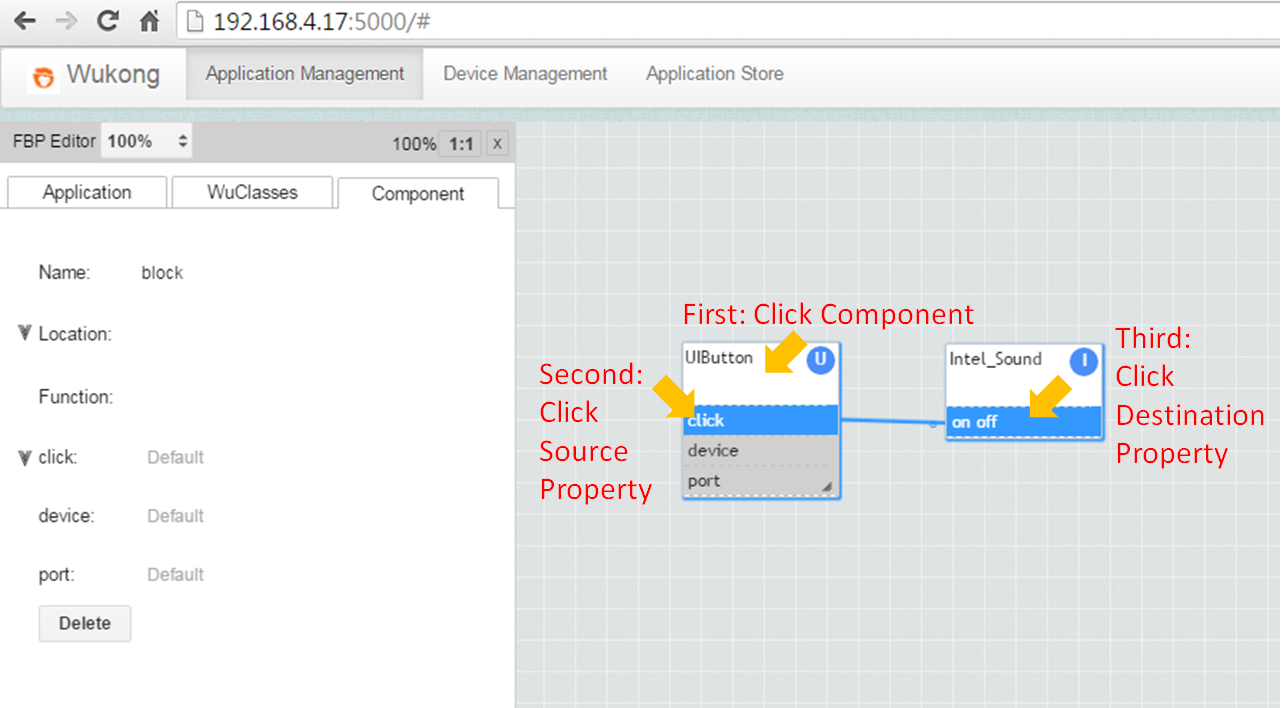 192.168.4.17:5000/#
Wukong
Application Management
Device Management
Application Store
FBP Editor
100%
100%
1:1
X
Application
WuClasses
Component
Name: block
Location:
Function:
click: Default
device: Default
port: Default
Delete
First: Click Component
Second:
Click
Source
Property
UIButton
U
click
device
port
Intel_Sound
I
on off
Third:
Click
Destination
Property